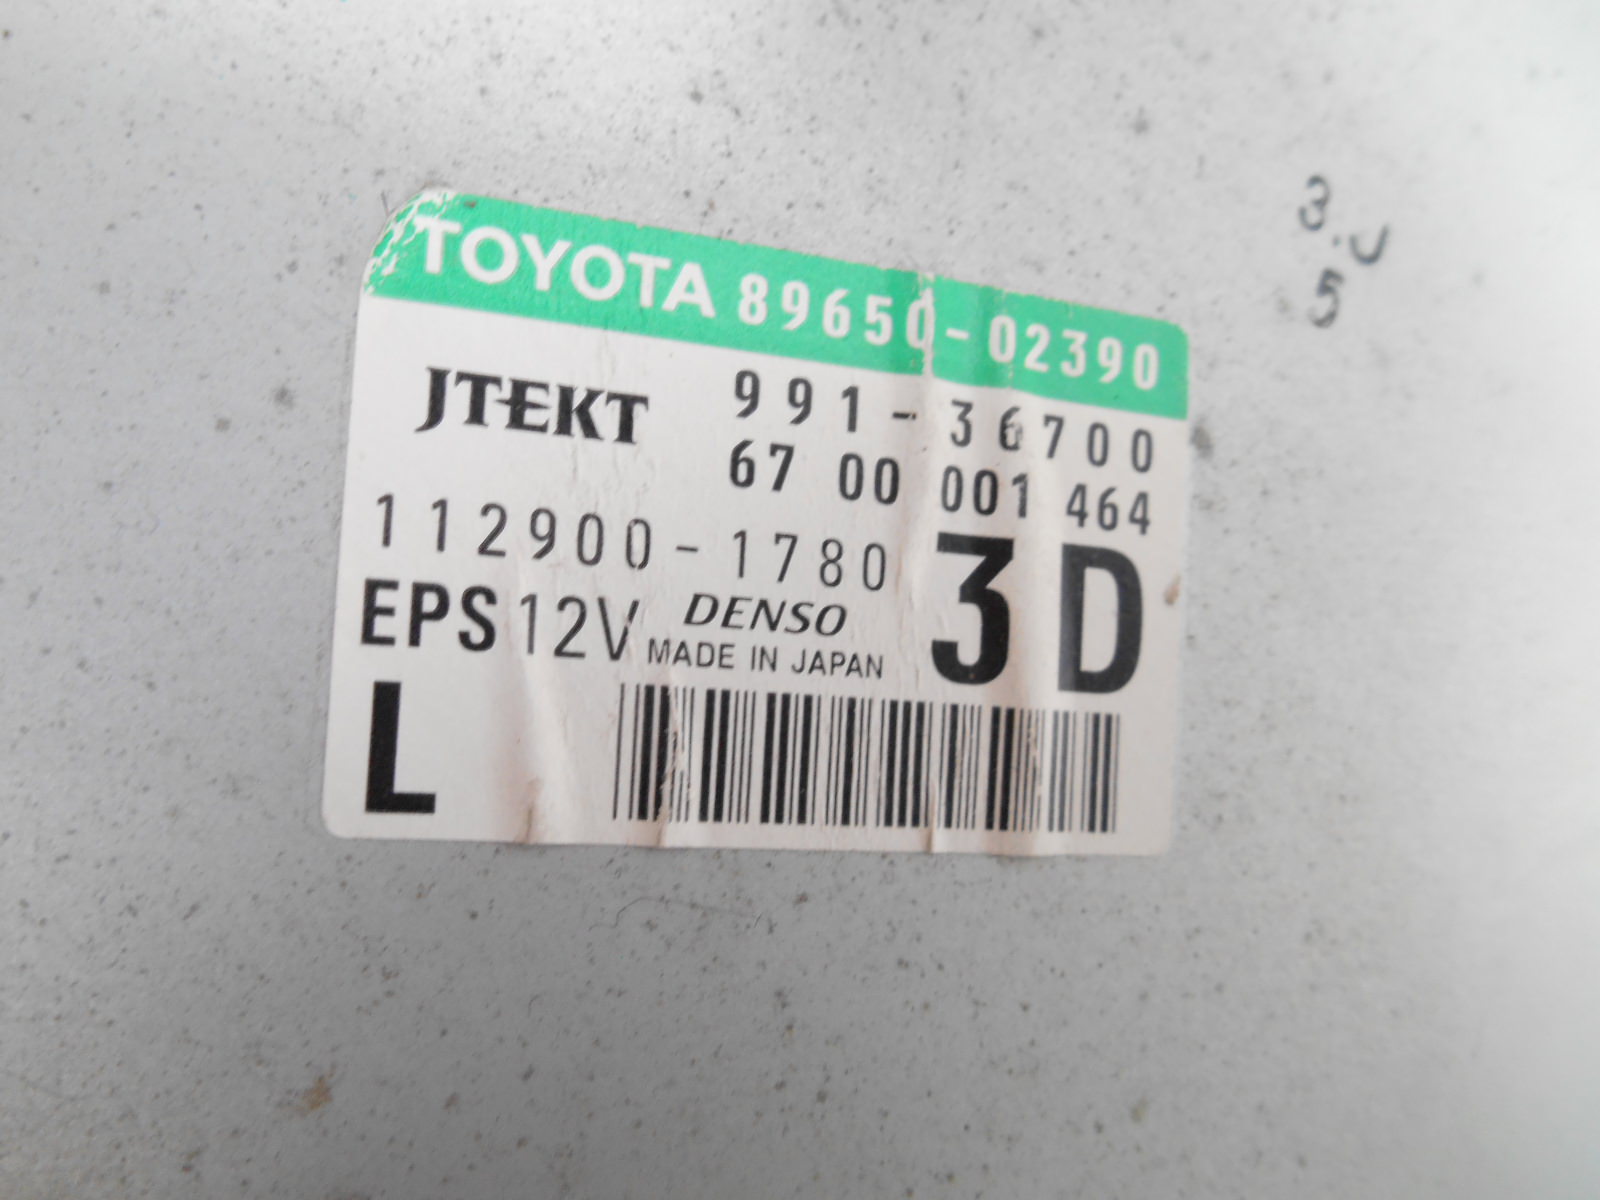 TOYOTA 89650-02390
JTEKT 991-36700
67 00 001 464
112900-1780 3D
EPS 12V DENSO
MADE IN JAPAN
L
3
5